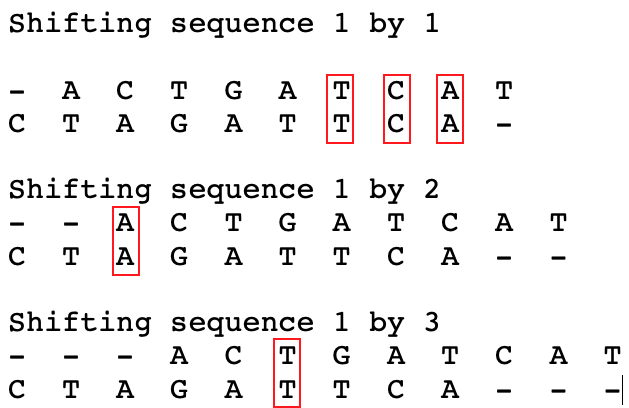 Shifting sequence 1 by 1
- A C T G A T C A T
C T A G A T T C A -
Shifting sequence 1 by 2
- - A C T G A T C A T
C T A G A T T C A - -
Shifting sequence 1 by 3
- - - A C T G A T C A T
C T A G A T T C A - - -